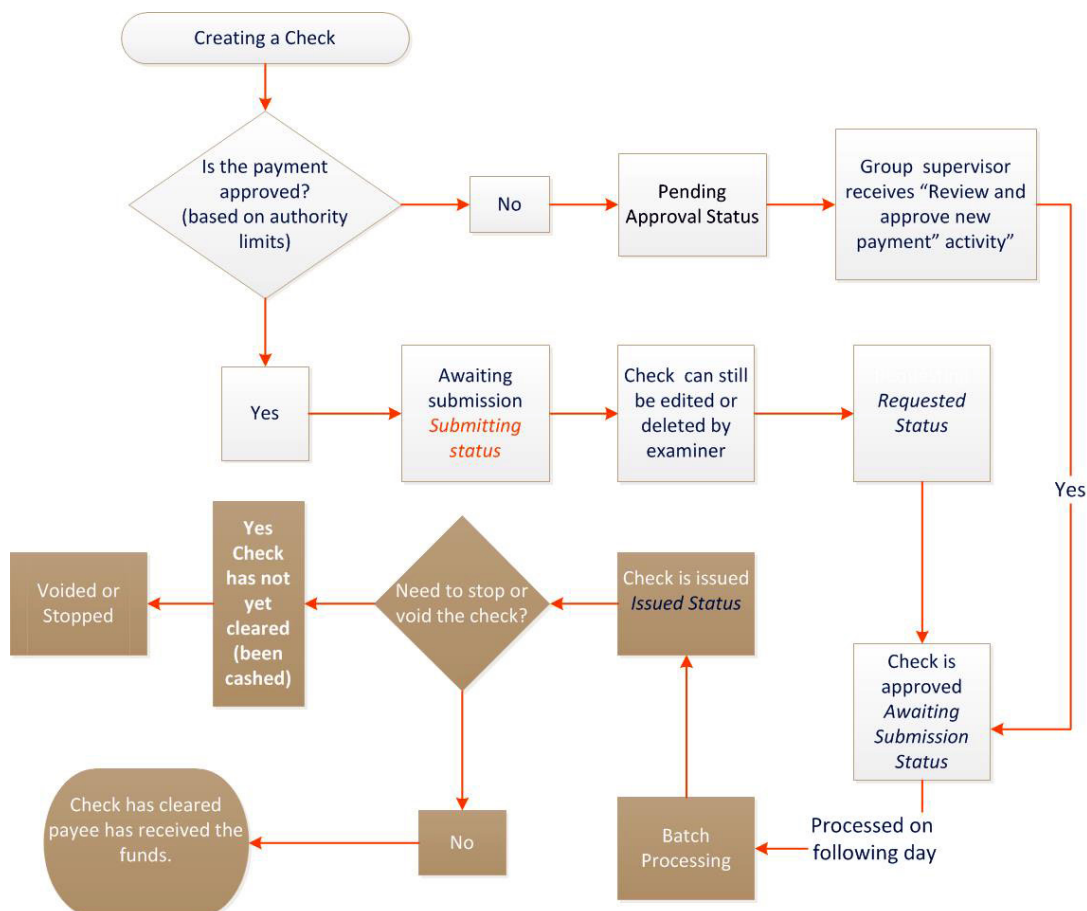 Creating a Check
Is the payment
approved?
(based on authority
limits)
No
Pending
Approval Status
Group supervisor
receives “Review and
approve new
payment” activity”
Yes
Awaiting
submission
Submitting
status
Check can still
be edited or
deleted by
examiner
Requested
Status
Yes
Check is
approved
Awaiting
Submission
Status
Processed on
following day
Batch
Processing
Check is issued
Issued Status
Need to stop or
void the check?
Yes
Check
has not
yet
cleared
(been
cashed)
Voided or
Stopped
No
Check has cleared
payee has received the
funds.